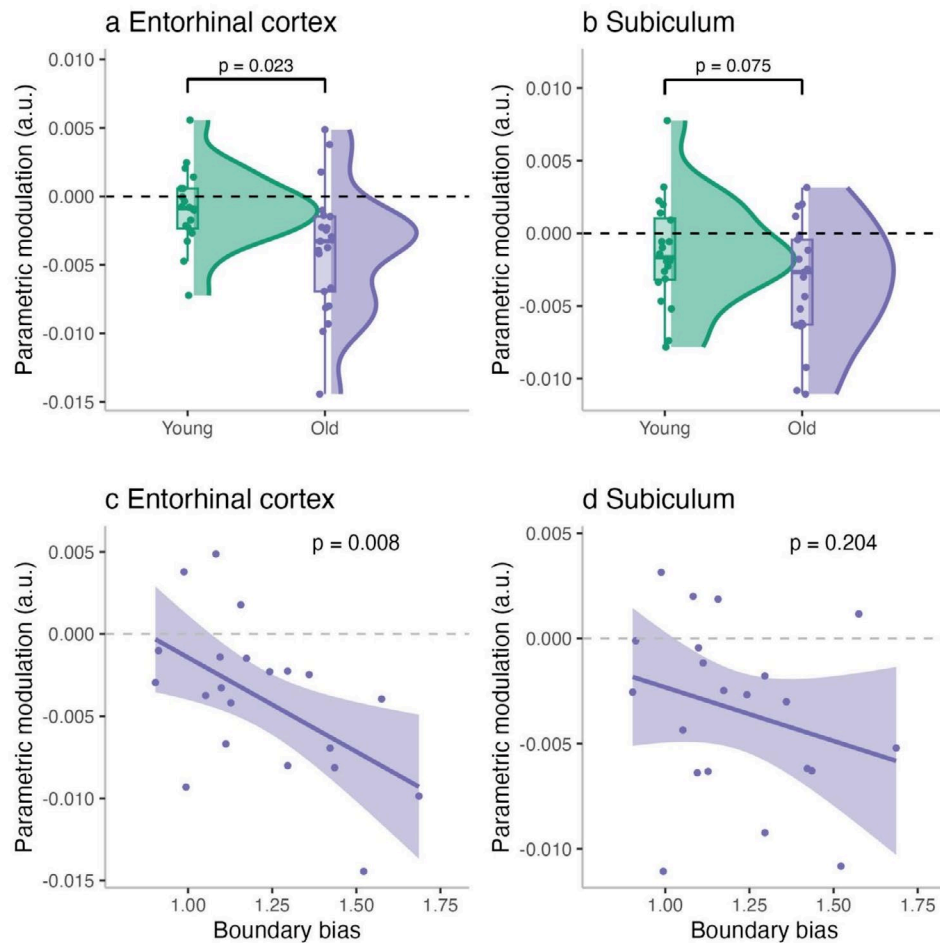 a Entorhinal cortex
Parametric modulation (a.u.)
0.010
0.005
0.000
-0.005
-0.010
-0.015
p = 0.023
Young
Old
b Subiculum
Parametric modulation (a.u.)
0.010
0.005
0.000
-0.005
-0.010
p = 0.075
Young
Old
c Entorhinal cortex
Parametric modulation (a.u.)
0.005
0.000
-0.005
-0.010
-0.015
p = 0.008
1.00
1.25
1.50
1.75
Boundary bias
d Subiculum
Parametric modulation (a.u.)
0.005
0.000
-0.005
-0.010
p = 0.204
1.00
1.25
1.50
1.75
Boundary bias